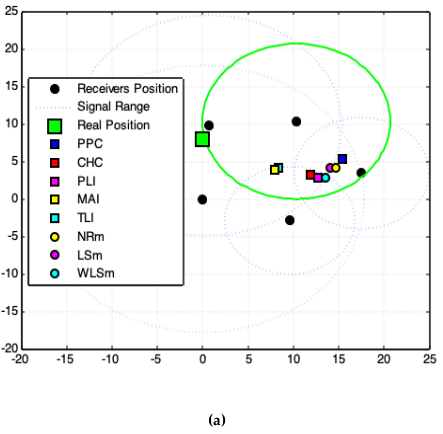 25
20
15
10
5
0
-5
-10
-15
-20
Receivers Position
Signal Range
Real Position
PPC
CHC
PLI
MAI
TLI
NRm
LSm
WLSm
-20 -15 -10 -5 0 5 10 15 20 25
(a)